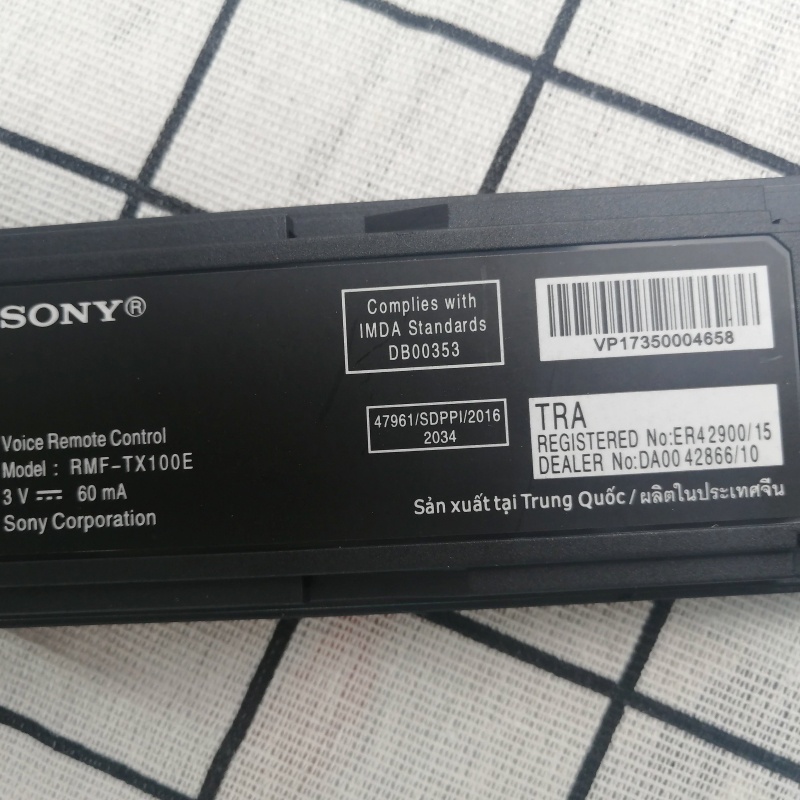 SONY®
Voice Remote Control
Model : RMF-TX100E
3 V ⎓ 60 mA
Sony Corporation
Complies with
IMDA Standards
DB00353
47961/SDPPI/2016
2034
VP17350004658
TRA
REGISTERED No:ER42900/15
DEALER No:DA00 42866/10
Sản xuất tại Trung Quốc / ผลิตในประเทศจีน